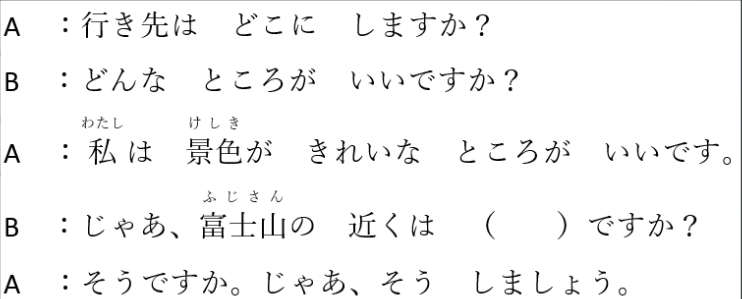 A　：行き先は　どこに　しますか？
B　：どんな　ところが　いいですか？
わたし　けしき
A　：私は　景色が　きれいな　ところが　いいです。
ふじさん
B　：じゃあ、富士山の　近くは　（　　）ですか？
A　：そうですか。じゃあ、そう　しましょう。